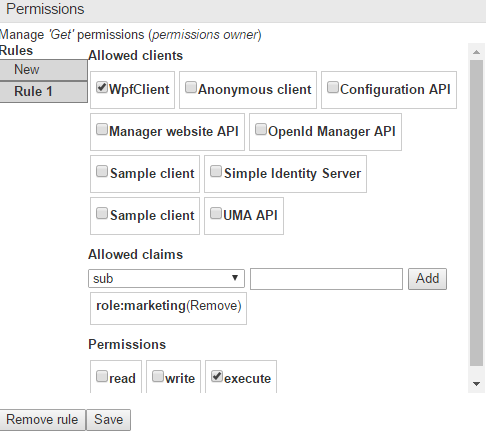 Permissions
Manage 'Get' permissions (permissions owner)
Rules
New
Rule 1
Allowed clients
WpfClient Anonymous client Configuration API
Manager website API OpenId Manager API
Sample client Simple Identity Server
Sample client UMA API
Allowed claims
sub Add
role:marketing(Remove)
Permissions
read write execute
Remove rule Save